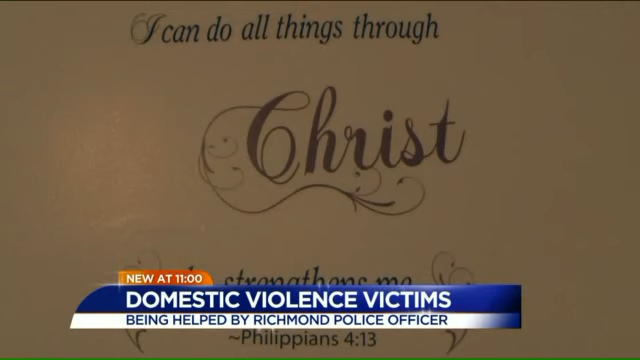 I can do all things through
Christ
strengthens me
NEW AT 11:00
DOMESTIC VIOLENCE VICTIMS
BEING HELPED BY RICHMOND POLICE OFFICER
~Philippians 4:13